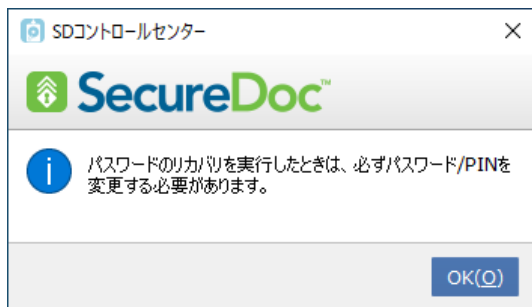 SDコントロールセンター
SecureDoc™
パスワードのリカバリを実行したときは、必ずパスワード/PINを
変更する必要があります。
OK(O)